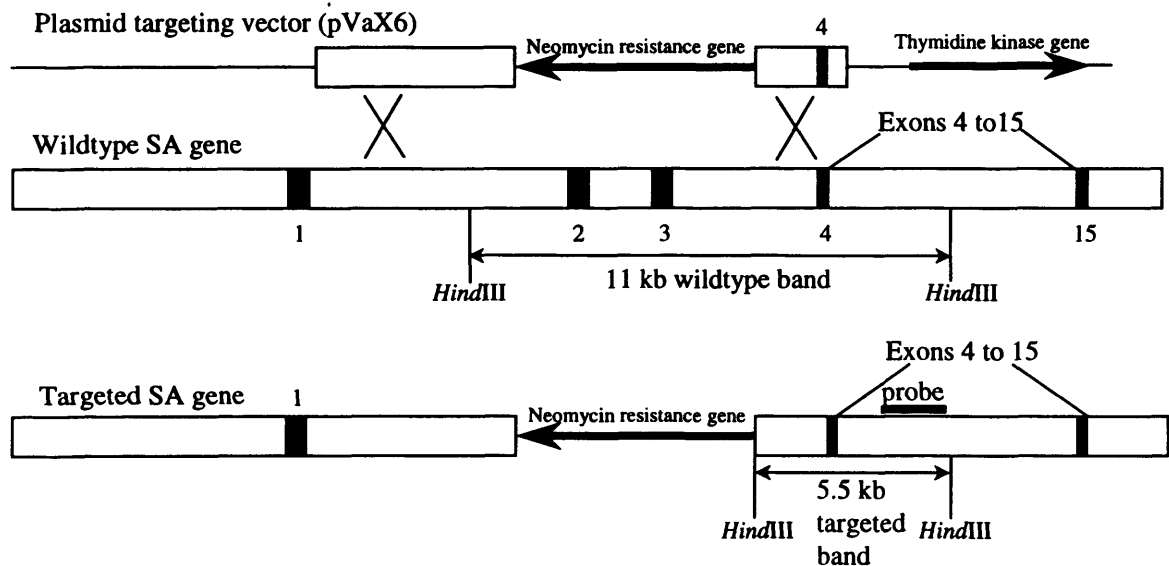 Plasmid targeting vector (pVaX6)
Neomycin resistance gene
4
Thymidine kinase gene
Wildtype SA gene
Exons 4 to15
1
2
3
4
15
11 kb wildtype band
HindIII
HindIII
Exons 4 to 15
Targeted SA gene
1
probe
Neomycin resistance gene
5.5 kb
HindIII
targeted
HindIII
band